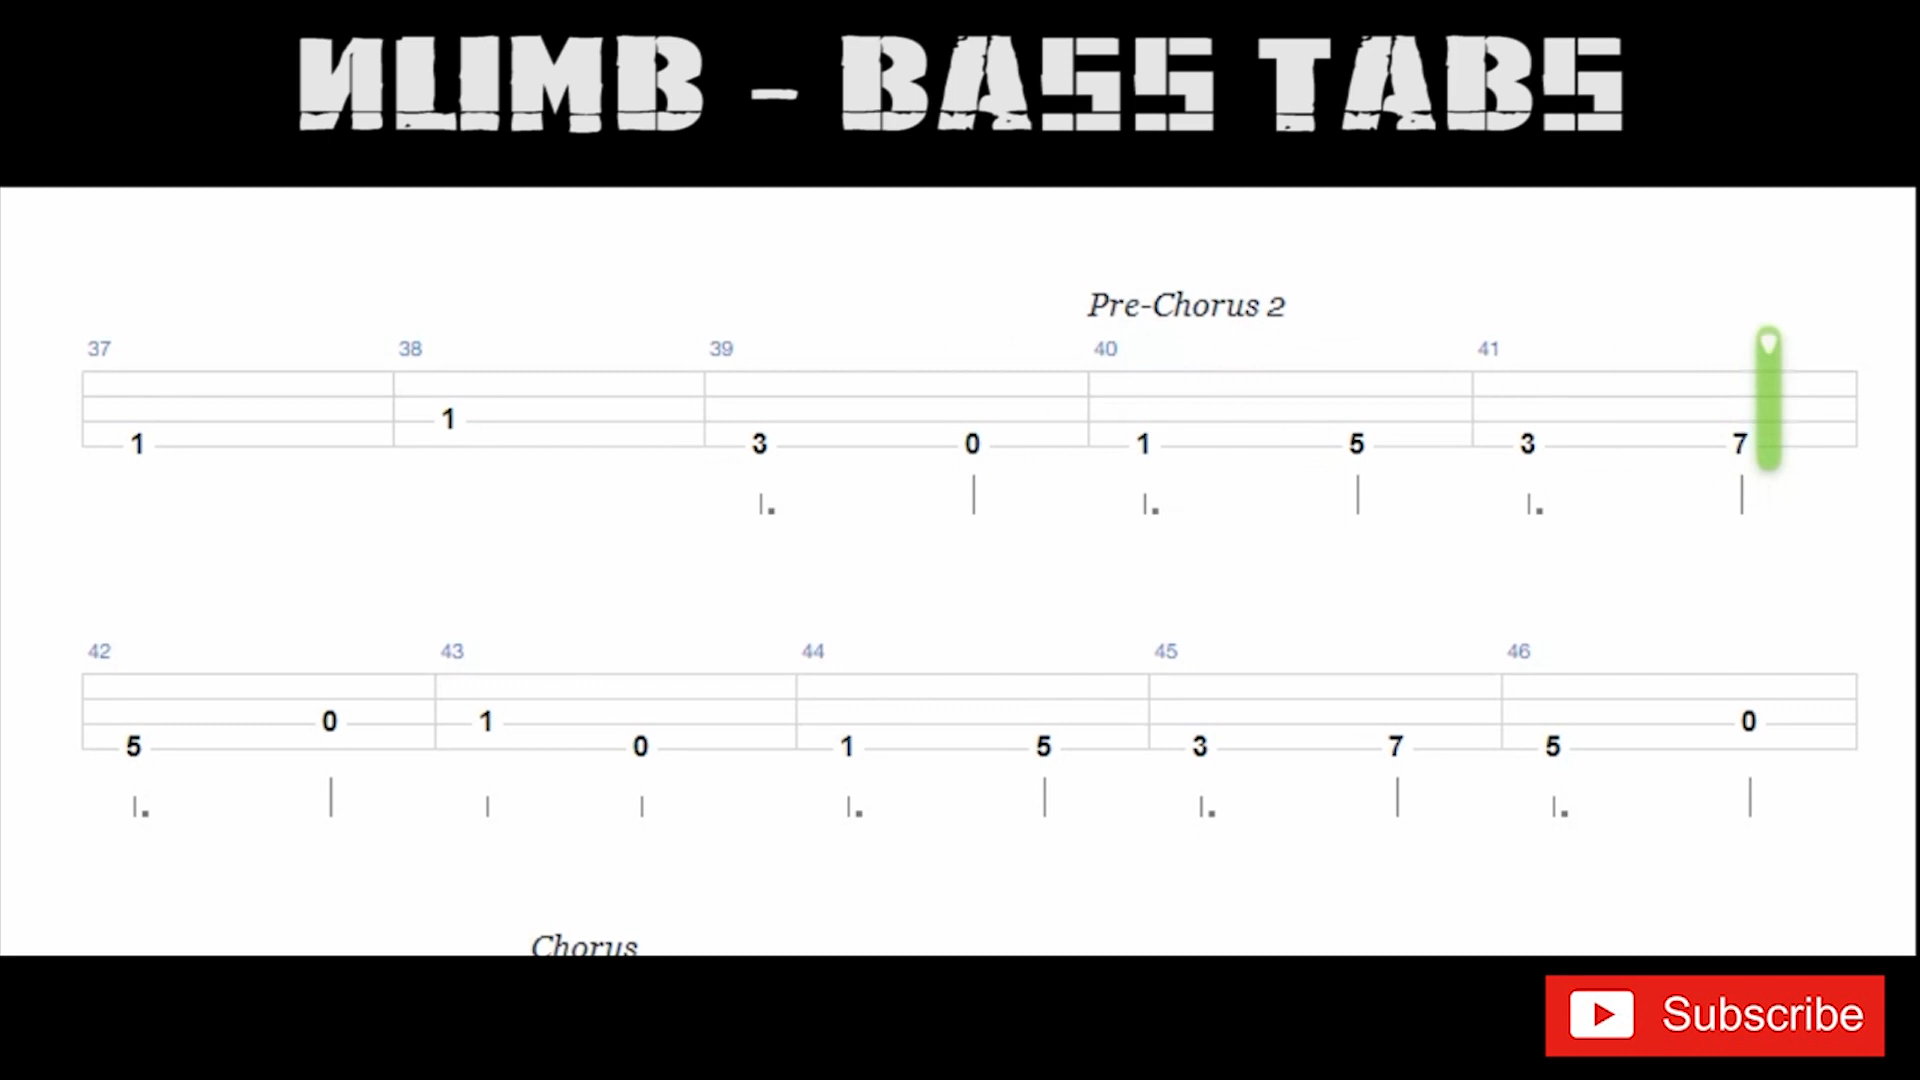 NUMB - BASS TABS
Pre-Chorus 2
37 38 39 40 41
1 1 3 0 1 5 3 7
42 43 44 45 46
5 0 1 0 1 5 3 7 5 0
Chorus
Subscribe